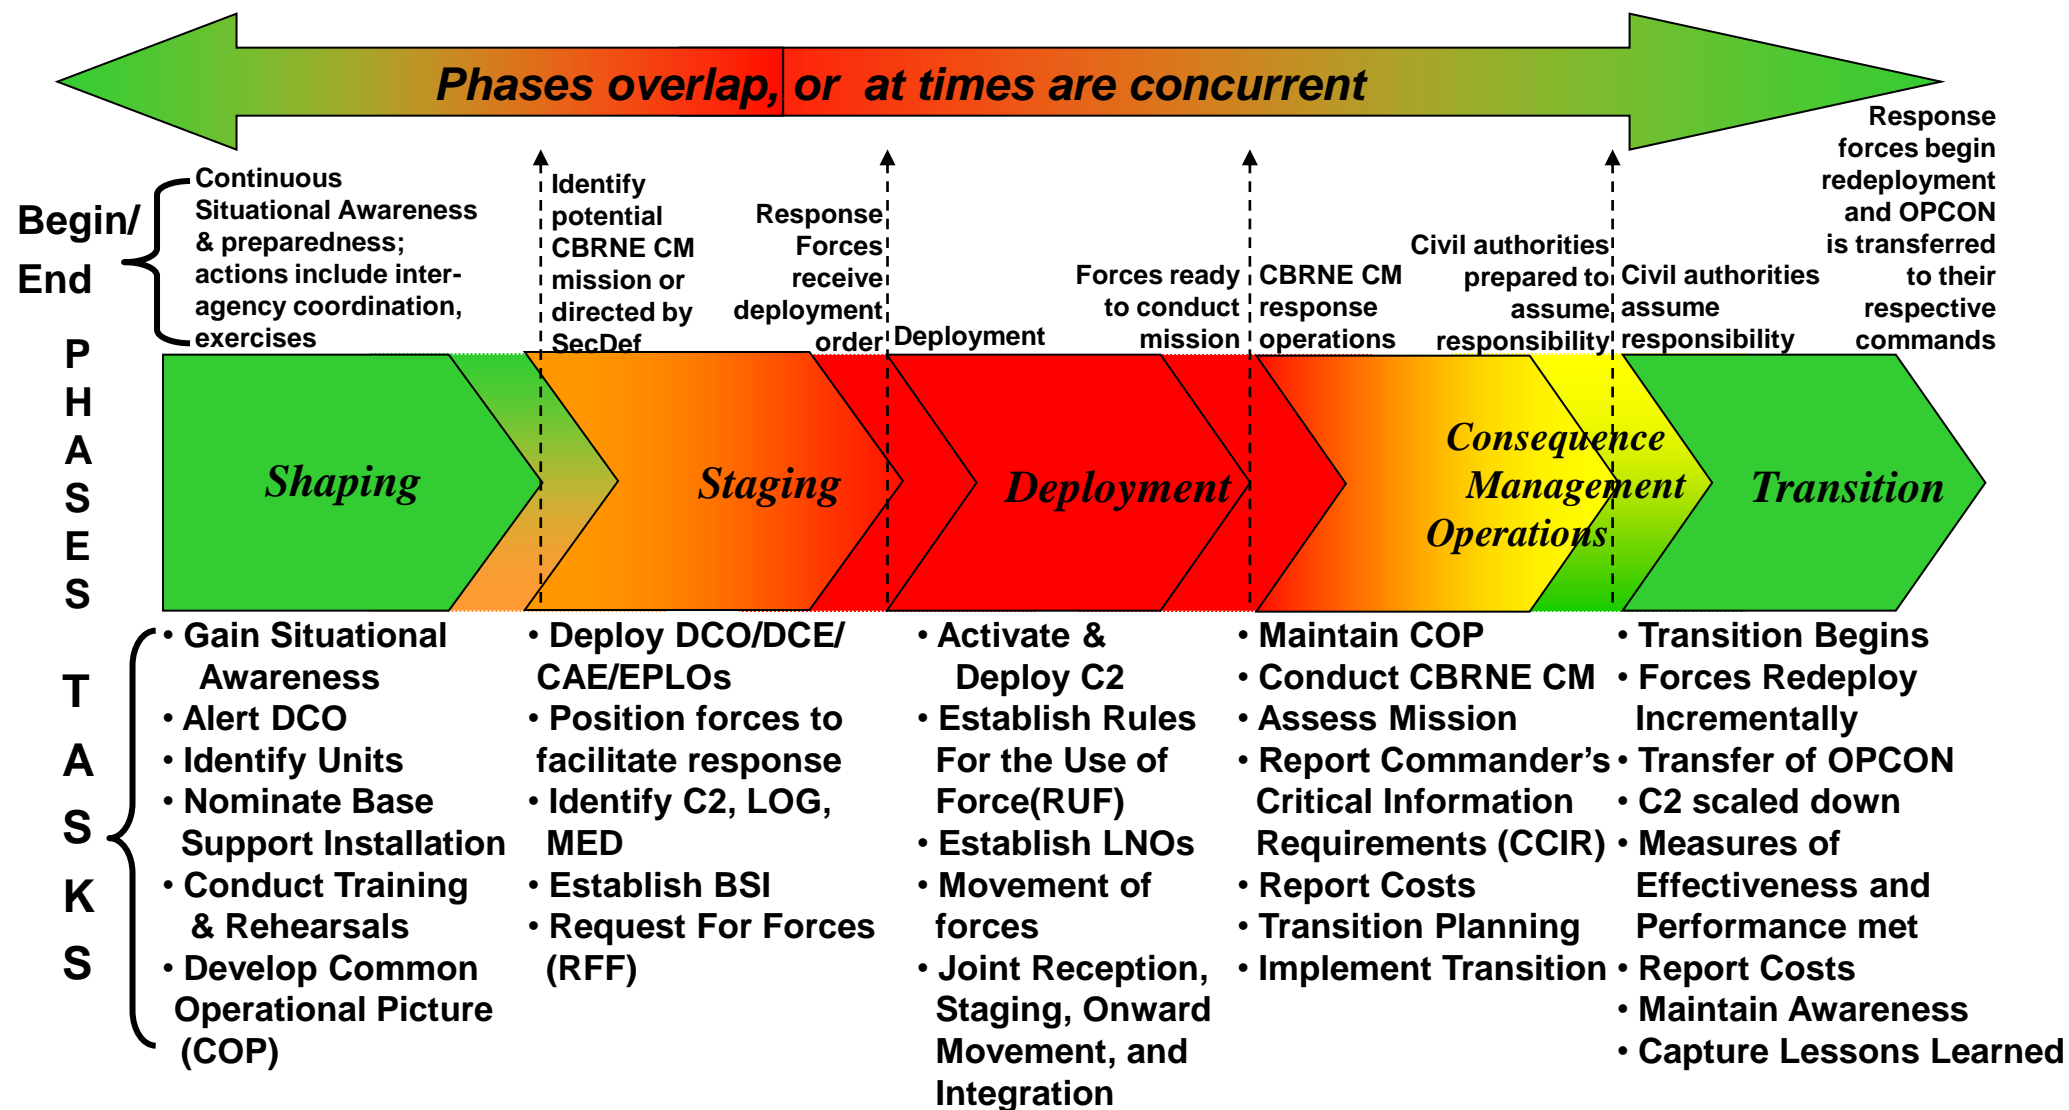 Phases overlap, or at times are concurrent
Begin/
End
Continuous
Situational Awareness
& preparedness;
actions include inter-
agency coordination,
exercises
Identify
potential
CBRNE CM
mission or
directed by
SecDef
Response
Forces
receive
deployment
order
Deployment
Forces ready
to conduct
mission
CBRNE CM
response
operations
Civil authorities
prepared to
assume
responsibility
Civil authorities
assume
responsibility
Response
forces begin
redeployment
and OPCON
is transferred
to their
respective
commands
P
H
A
S
E
S
Shaping
Staging
Deployment
Consequence
Management
Operations
Transition
T
A
S
K
S
• Gain Situational
Awareness
• Alert DCO
• Identify Units
• Nominate Base
Support Installation
• Conduct Training
& Rehearsals
• Develop Common
Operational Picture
(COP)
• Deploy DCO/DCE/
CAE/EPLOs
• Position forces to
facilitate response
• Identify C2, LOG,
MED
• Establish BSI
• Request For Forces
(RFF)
• Activate &
Deploy C2
• Establish Rules
For the Use of
Force(RUF)
• Establish LNOs
• Movement of
forces
• Joint Reception,
Staging, Onward
Movement, and
Integration
• Maintain COP
• Conduct CBRNE CM
• Assess Mission
• Report Commander’s
Critical Information
Requirements (CCIR)
• Report Costs
• Transition Planning
• Implement Transition
• Transition Begins
• Forces Redeploy
Incrementally
• Transfer of OPCON
• C2 scaled down
• Measures of
Effectiveness and
Performance met
• Report Costs
• Maintain Awareness
• Capture Lessons Learned